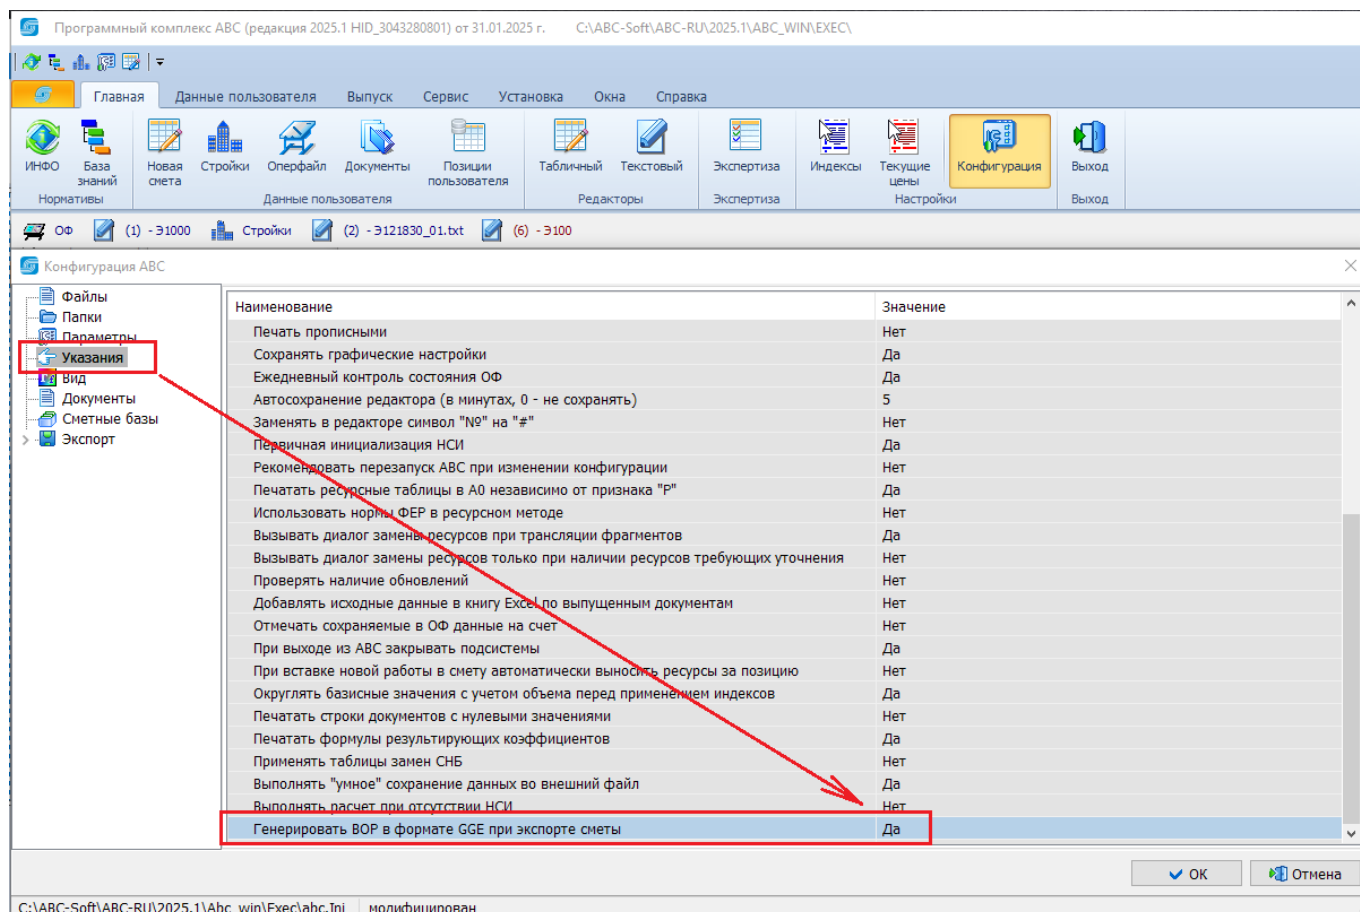 Программный комплекс АВС (редакция 2025.1 HID_3043280801) от 31.01.2025 г. C:\ABC-Soft\ABC-RU\2025.1\ABC_WIN\EXEC\
Главная Данные пользователя Выпуск Сервис Установка Окна Справка
ИНФО База знаний Новая смета Стройки Оперфайл Документы Позиции пользователя Табличный Текстовый Экспертиза Индексы Текущие цены Конфигурация Выход
Нормативы Данные пользователя Редакторы Экспертиза Настройки Выход
ОФ (1) - Э1000 Стройки (2) - Э121830_01.txt (6) - Э100
Конфигурация АВС
Файлы
Папки
Параметры
Указания
Вид
Документы
Сметные базы
Экспорт
Наименование Значение
Печать прописными Нет
Сохранять графические настройки Да
Ежедневный контроль состояния ОФ Да
Автосохранение редактора (в минутах, 0 - не сохранять) 5
Заменять в редакторе символ "№" на "#" Нет
Первичная инициализация НСИ Да
Рекомендовать перезапуск АВС при изменении конфигурации Нет
Печатать ресурсные таблицы в А0 независимо от признака "Р" Да
Использовать нормы ФЕР в ресурсном методе Нет
Вызывать диалог замены ресурсов при трансляции фрагментов Да
Вызывать диалог замены ресурсов только при наличии ресурсов требующих уточнения Нет
Проверять наличие обновлений Нет
Добавлять исходные данные в книгу Excel по выпущенным документам Нет
Отмечать сохраняемые в ОФ данные на счет Нет
При выходе из АВС закрывать подсистемы Да
При вставке новой работы в смету автоматически выносить ресурсы за позицию Нет
Округлять базисные значения с учетом объема перед применением индексов Да
Печатать строки документов с нулевыми значениями Нет
Печатать формулы результирующих коэффициентов Да
Применять таблицы замен СНБ Нет
Выполнять "умное" сохранение данных во внешний файл Да
Выполнять расчет при отсутствии НСИ Нет
Генерировать ВОР в формате GGE при экспорте сметы Да
ОК Отмена
C:\ABC-Soft\ABC-RU\2025.1\Abc_win\Exec\abc.Ini модифицирован